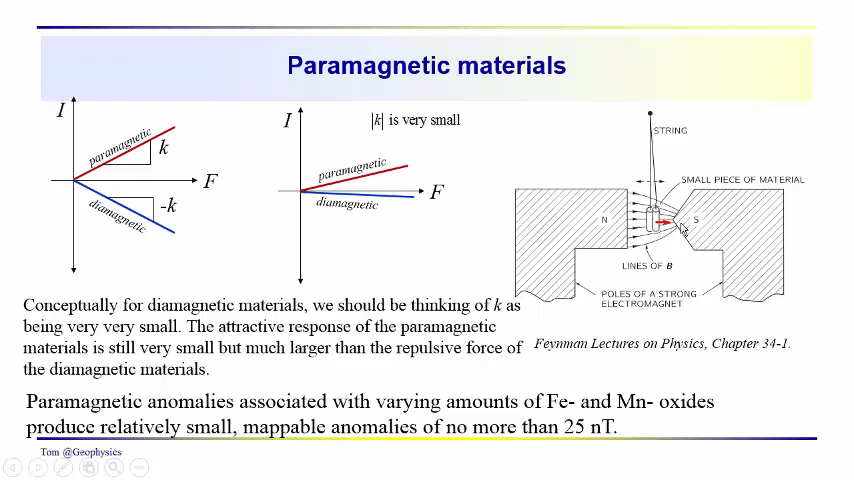 Paramagnetic materials
I
paramagnetic
k
F
-k
diamagnetic
I
|k| is very small
paramagnetic
F
diamagnetic
STRING
SMALL PIECE OF MATERIAL
N
S
LINES OF B
POLES OF A STRONG
ELECTROMAGNET
Feynman Lectures on Physics, Chapter 34-1.
Conceptually for diamagnetic materials, we should be thinking of k as
being very very small. The attractive response of the paramagnetic
materials is still very small but much larger than the repulsive force of
the diamagnetic materials.
Paramagnetic anomalies associated with varying amounts of Fe- and Mn- oxides
produce relatively small, mappable anomalies of no more than 25 nT.
Tom @Geophysics